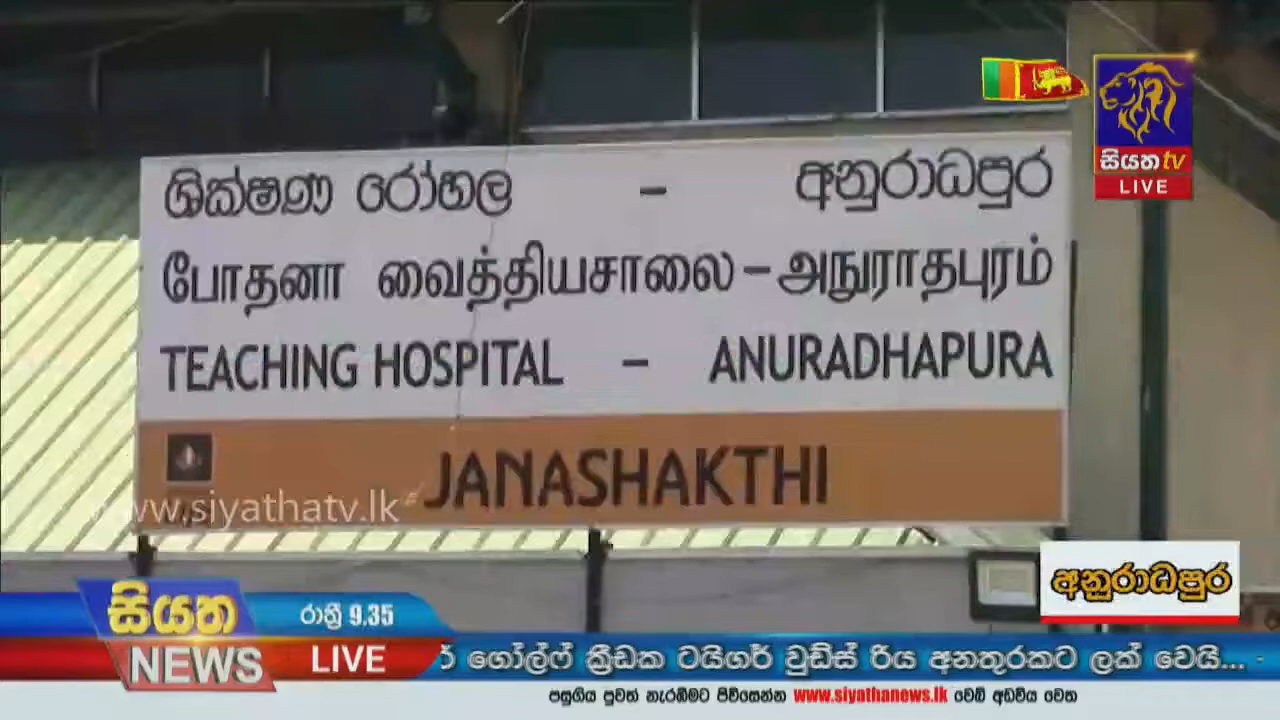 සියත tv
LIVE
ශික්ෂණ රෝහල - අනුරාධපුර
போதனா வைத்தியசாலை - அநுராதபுரம்
TEACHING HOSPITAL - ANURADHAPURA
JANASHAKTHI
www.siyathatv.lk
අනුරාධපුර
සියත රාත්‍රී 9.35
NEWS LIVE
ගෝල්ෆ් ක්‍රීඩක ටයිගර් වුඩ්ස් රිය අනතුරකට ලක් වෙයි...
පසුගිය පුවත් නැරඹීමට පිවිසෙන්න www.siyathanews.lk වෙබ් අඩවිය වෙත